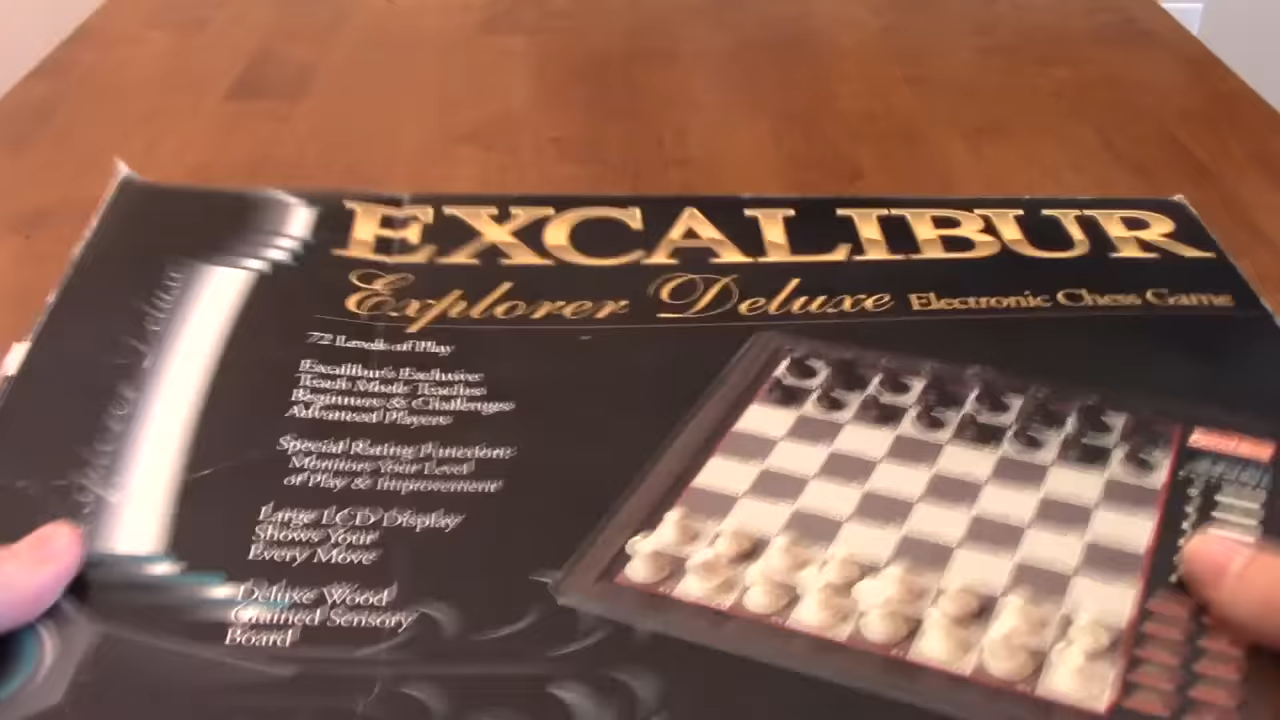 EXCALIBUR
Explorer Deluxe Electronic Chess Game
72 Levels of Play
Excalibur's Exclusive
Teach Mode Teaches
Beginners & Challenges
Advanced Players
Special Rating Function:
Monitors Your Level
of Play & Improvement
Large LCD Display
Shows Your
Every Move
Deluxe Wood
Grained Sensory
Board